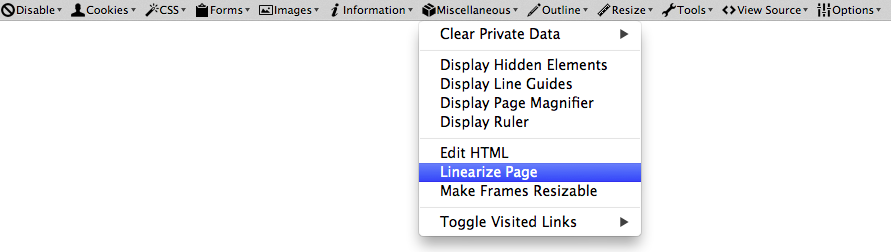 Disable Cookies CSS Forms Images Information Miscellaneous Outline Resize Tools View Source Options
Clear Private Data
Display Hidden Elements
Display Line Guides
Display Page Magnifier
Display Ruler
Edit HTML
Linearize Page
Make Frames Resizable
Toggle Visited Links